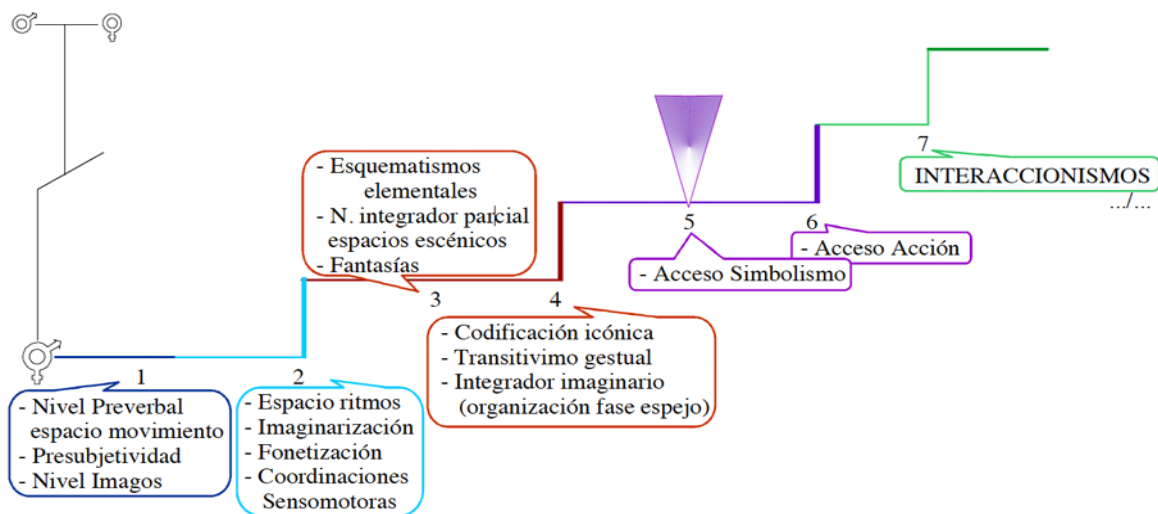 1
- Nivel Preverbal
espacio movimiento
- Presubjetividad
- Nivel Imagos
2
- Espacio ritmos
- Imaginarización
- Fonetización
- Coordinaciones
Sensomotoras
- Esquematismos
elementales
- N. integrador parcial
espacios escénicos
- Fantasías
3
4
- Codificación icónica
- Transitivimo gestual
- Integrador imaginario
(organización fase espejo)
5
- Acceso Simbolismo
6
- Acceso Acción
7
INTERACCIONISMOS
.../...